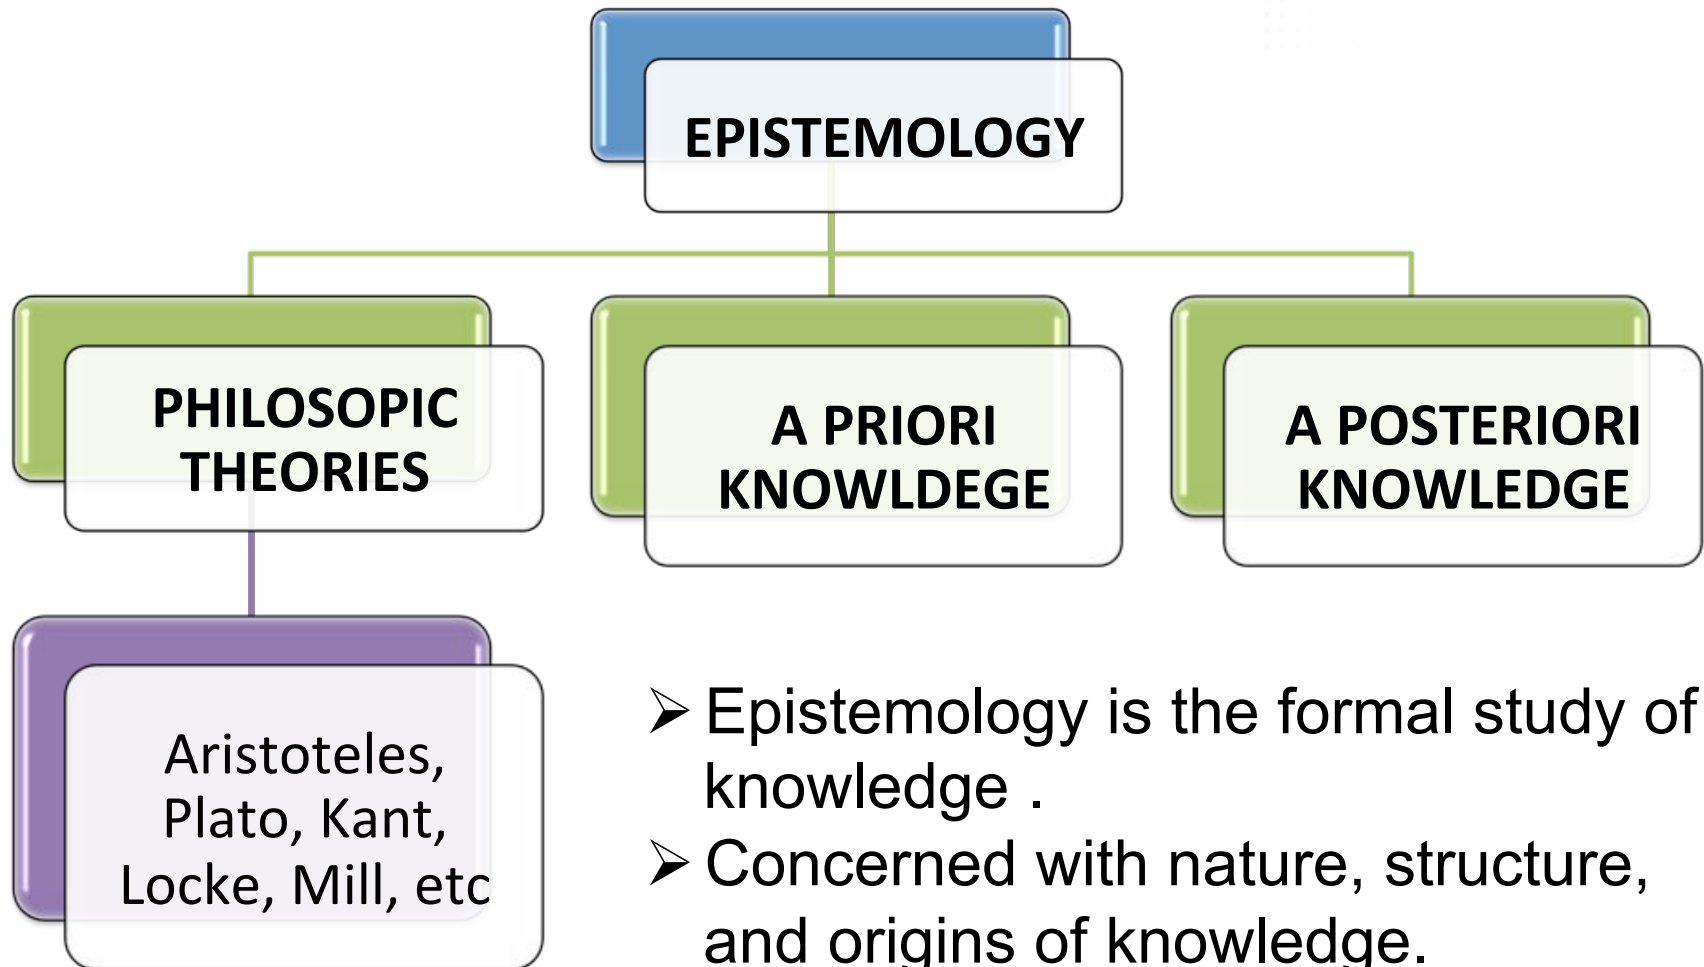 EPISTEMOLOGY
PHILOSOPIC
THEORIES
A PRIORI
KNOWLDEGE
A POSTERIORI
KNOWLEDGE
Aristoteles,
Plato, Kant,
Locke, Mill, etc
➢ Epistemology is the formal study of
knowledge .
➢ Concerned with nature, structure,
and origins of knowledge.